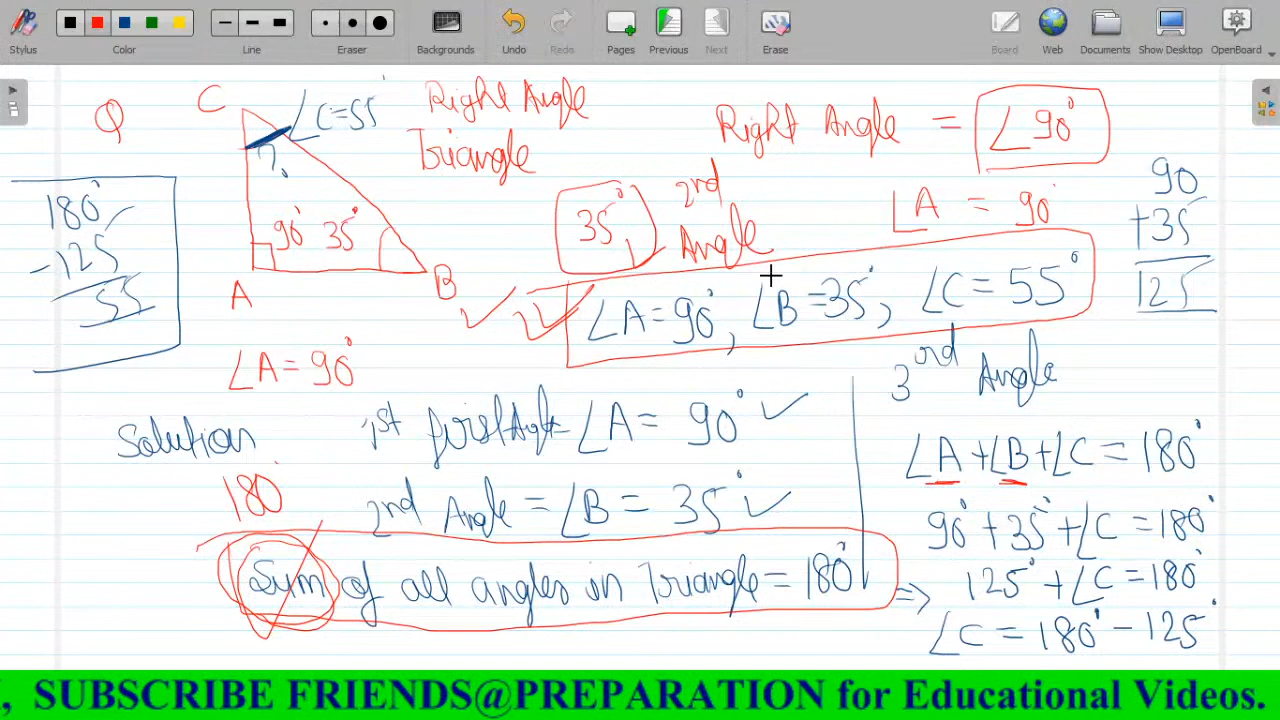 Stylus
Color
Line
Eraser
Backgrounds
Undo
Redo
Pages
Previous
Next
Erase
Board
Web
Documents
Show Desktop
OpenBoard
Q
C
∠C=55°
?
90° 35°
A
B
∠A=90°
180°
-125
55
Right Angle
Triangle
35°
2nd
Angle
Right Angle = ∠90°
∠A = 90°
90
+35
125
∠A=90°, ∠B=35°, ∠C=55°
Solution
1st first Angle=∠A= 90°
180°
2nd Angle = ∠B = 35°
Sum of all angles in Triangle=180°
3rd Angle
∠A+∠B+∠C=180°
90°+35°+∠C=180°
⇒ 125°+∠C=180°
∠C=180°-125°
, SUBSCRIBE FRIENDS@PREPARATION for Educational Videos.